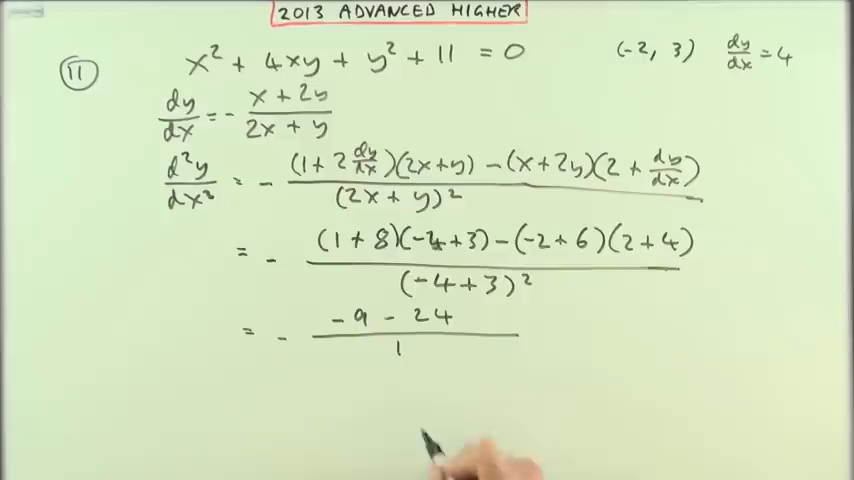 2013 ADVANCED HIGHER
11 x² + 4xy + y² + 11 = 0 (-2, 3) dy/dx = 4
dy/dx = - (x + 2y)/(2x + y)
d²y/dx² = - ((1 + 2 dy/dx)(2x+y) - (x+2y)(2 + dy/dx))/(2x + y)²
= - ((1 + 8)(-4+3) - (-2+6)(2+4))/(-4+3)²
= - (-9 - 24)/1